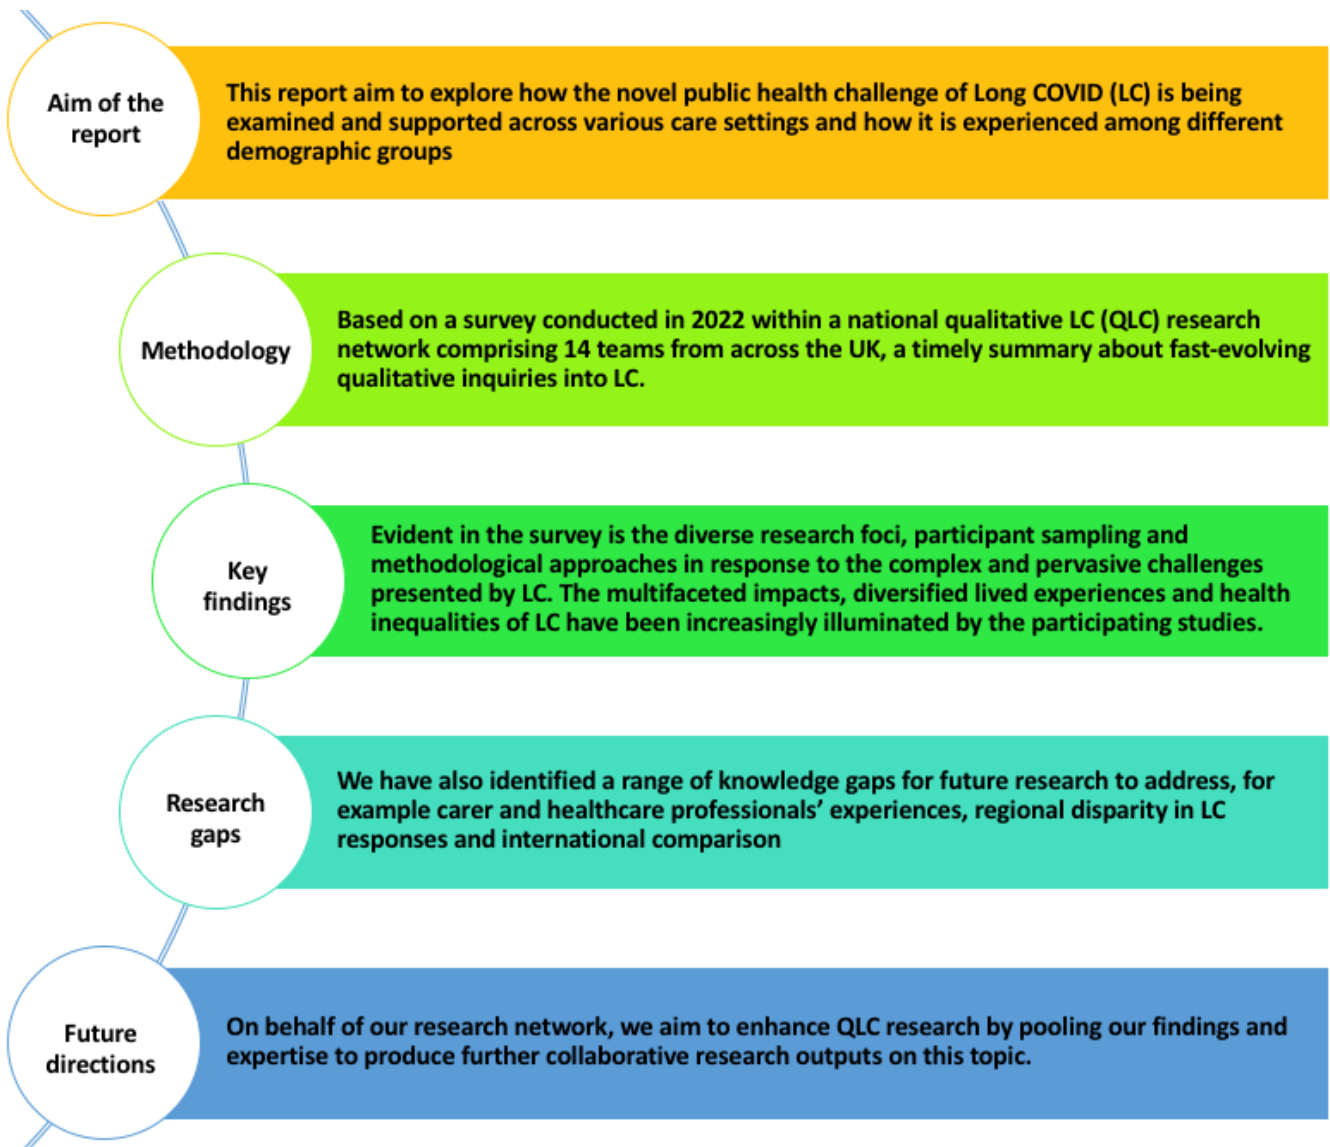 Aim of the
report
This report aim to explore how the novel public health challenge of Long COVID (LC) is being
examined and supported across various care settings and how it is experienced among different
demographic groups
Methodology
Based on a survey conducted in 2022 within a national qualitative LC (QLC) research
network comprising 14 teams from across the UK, a timely summary about fast-evolving
qualitative inquiries into LC.
Key
findings
Evident in the survey is the diverse research foci, participant sampling and
methodological approaches in response to the complex and pervasive challenges
presented by LC. The multifaceted impacts, diversified lived experiences and health
inequalities of LC have been increasingly illuminated by the participating studies.
Research
gaps
We have also identified a range of knowledge gaps for future research to address, for
example carer and healthcare professionals’ experiences, regional disparity in LC
responses and international comparison
Future
directions
On behalf of our research network, we aim to enhance QLC research by pooling our findings and
expertise to produce further collaborative research outputs on this topic.